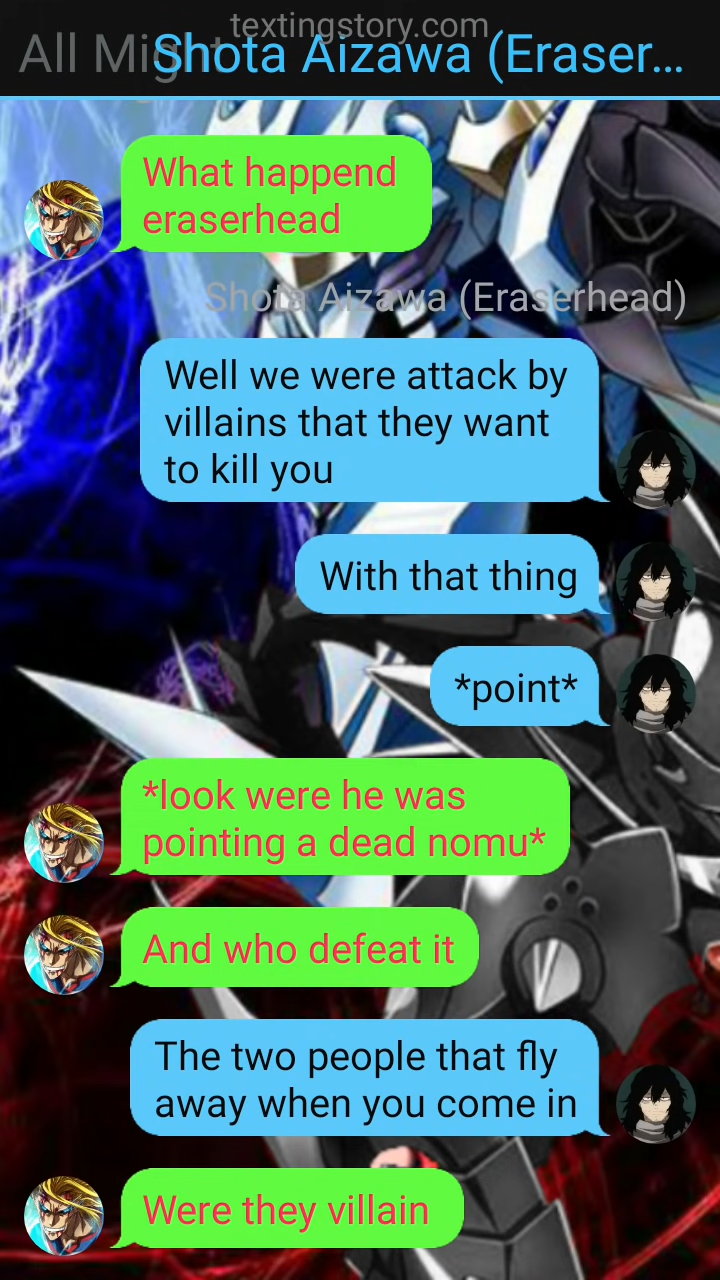 textingstory.com
All Might
Shota Aizawa (Eraser...
What happend
eraserhead
Shota Aizawa (Eraserhead)
Well we were attack by
villains that they want
to kill you
With that thing
*point*
*look were he was
pointing a dead nomu*
And who defeat it
The two people that fly
away when you come in
Were they villain